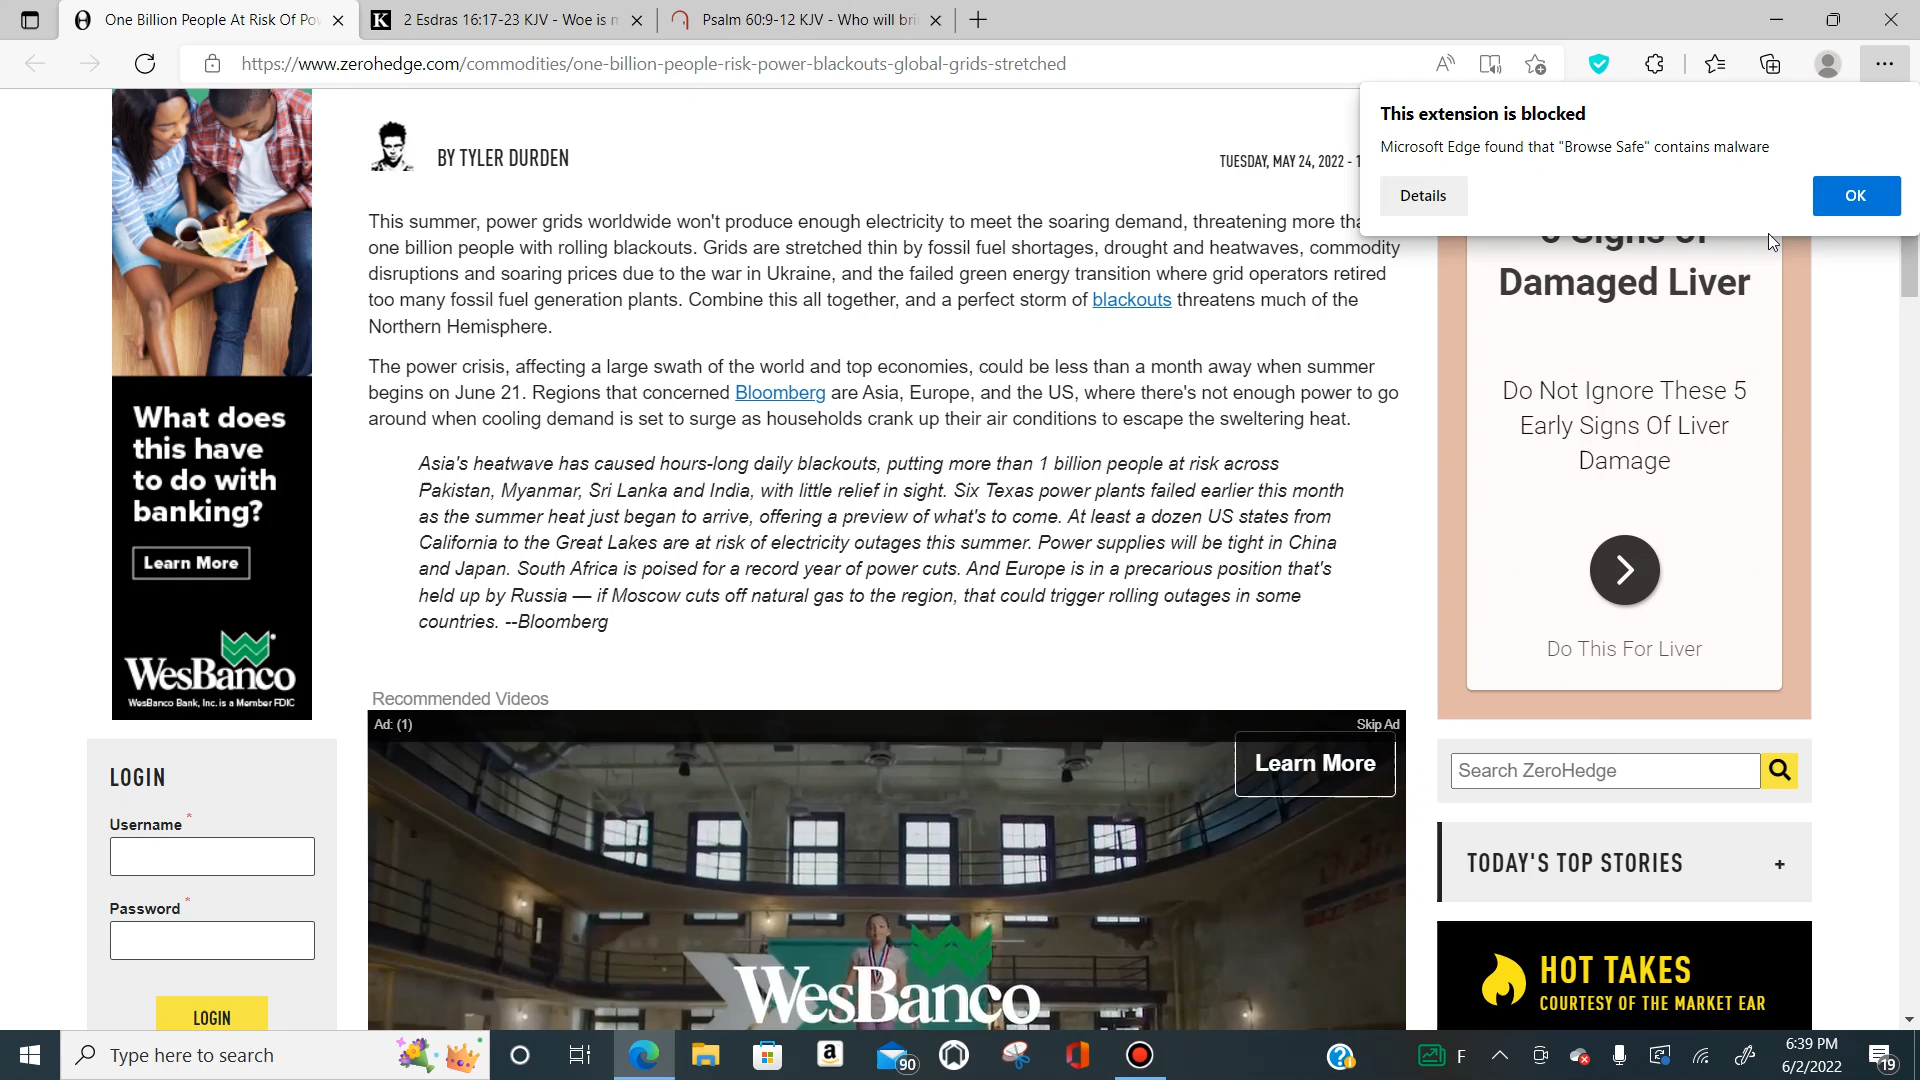 One Billion People At Risk Of Po
2 Esdras 16:17-23 KJV - Woe is m
Psalm 60:9-12 KJV - Who will bri
https://www.zerohedge.com/commodities/one-billion-people-risk-power-blackouts-global-grids-stretched
This extension is blocked
Microsoft Edge found that "Browse Safe" contains malware
Details
OK
BY TYLER DURDEN
TUESDAY, MAY 24, 2022 - 1
This summer, power grids worldwide won't produce enough electricity to meet the soaring demand, threatening more tha
one billion people with rolling blackouts. Grids are stretched thin by fossil fuel shortages, drought and heatwaves, commodity
disruptions and soaring prices due to the war in Ukraine, and the failed green energy transition where grid operators retired
too many fossil fuel generation plants. Combine this all together, and a perfect storm of blackouts threatens much of the
Northern Hemisphere.
The power crisis, affecting a large swath of the world and top economies, could be less than a month away when summer
begins on June 21. Regions that concerned Bloomberg are Asia, Europe, and the US, where there's not enough power to go
around when cooling demand is set to surge as households crank up their air conditions to escape the sweltering heat.
Asia's heatwave has caused hours-long daily blackouts, putting more than 1 billion people at risk across
Pakistan, Myanmar, Sri Lanka and India, with little relief in sight. Six Texas power plants failed earlier this month
as the summer heat just began to arrive, offering a preview of what's to come. At least a dozen US states from
California to the Great Lakes are at risk of electricity outages this summer. Power supplies will be tight in China
and Japan. South Africa is poised for a record year of power cuts. And Europe is in a precarious position that's
held up by Russia — if Moscow cuts off natural gas to the region, that could trigger rolling outages in some
countries. --Bloomberg
Recommended Videos
Ad: (1)
Skip Ad
Learn More
WesBanco
What does
this have
to do with
banking?
Learn More
WesBanco
WesBanco Bank, Inc. is a Member FDIC
LOGIN
Username *
Password *
LOGIN
5 Signs of
Damaged Liver
Do Not Ignore These 5
Early Signs Of Liver
Damage
Do This For Liver
Search ZeroHedge
TODAY'S TOP STORIES +
HOT TAKES
COURTESY OF THE MARKET EAR
Type here to search
90
F
6:39 PM
6/2/2022
19